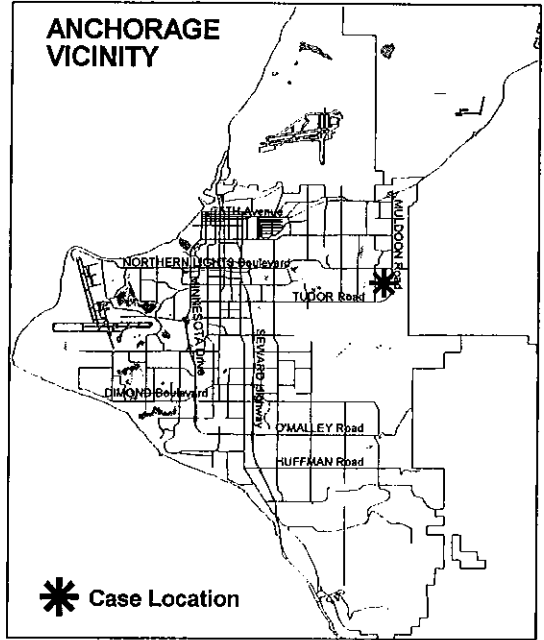 ANCHORAGE
VICINITY
MULDOON Road
NORTHERN LIGHTS Boulevard
TUDOR Road
MINNESOTA Drive
SEWARD Highway
DIMOND Boulevard
O'MALLEY Road
HUFFMAN Road
Case Location